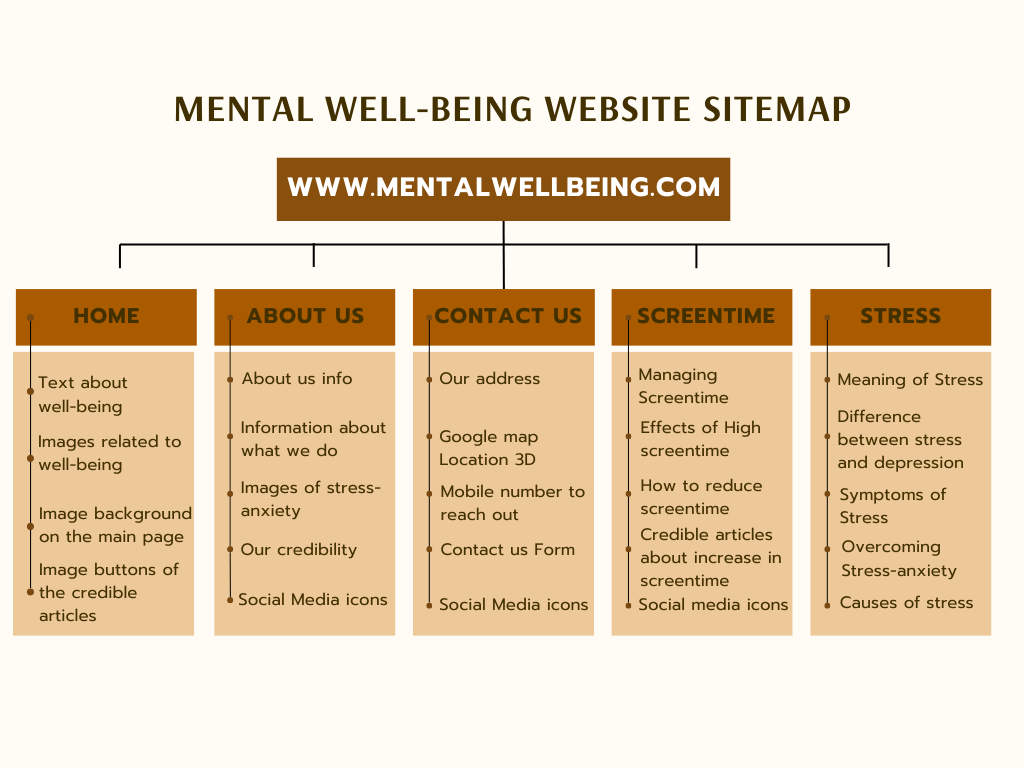 MENTAL WELL-BEING WEBSITE SITEMAP
WWW.MENTALWELLBEING.COM
HOME
Text about
well-being
Images related to
well-being
Image background
on the main page
Image buttons of
the credible
articles
ABOUT US
About us info
Information about
what we do
Images of stress-
anxiety
Our credibility
Social Media icons
CONTACT US
Our address
Google map
Location 3D
Mobile number to
reach out
Contact us Form
Social Media icons
SCREENTIME
Managing
Screentime
Effects of High
screentime
How to reduce
screentime
Credible articles
about increase in
screentime
Social media icons
STRESS
Meaning of Stress
Difference
between stress
and depression
Symptoms of
Stress
Overcoming
Stress-anxiety
Causes of stress